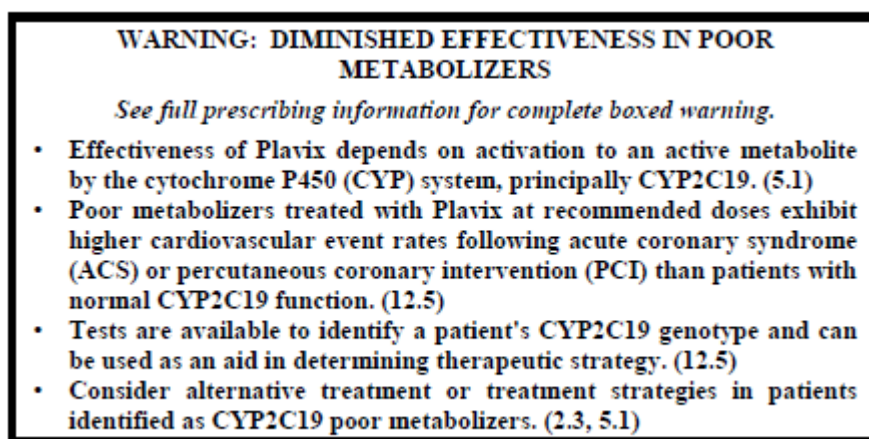 WARNING: DIMINISHED EFFECTIVENESS IN POOR
METABOLIZERS
See full prescribing information for complete boxed warning.
• Effectiveness of Plavix depends on activation to an active metabolite
by the cytochrome P450 (CYP) system, principally CYP2C19. (5.1)
• Poor metabolizers treated with Plavix at recommended doses exhibit
higher cardiovascular event rates following acute coronary syndrome
(ACS) or percutaneous coronary intervention (PCI) than patients with
normal CYP2C19 function. (12.5)
• Tests are available to identify a patient's CYP2C19 genotype and can
be used as an aid in determining therapeutic strategy. (12.5)
• Consider alternative treatment or treatment strategies in patients
identified as CYP2C19 poor metabolizers. (2.3, 5.1)